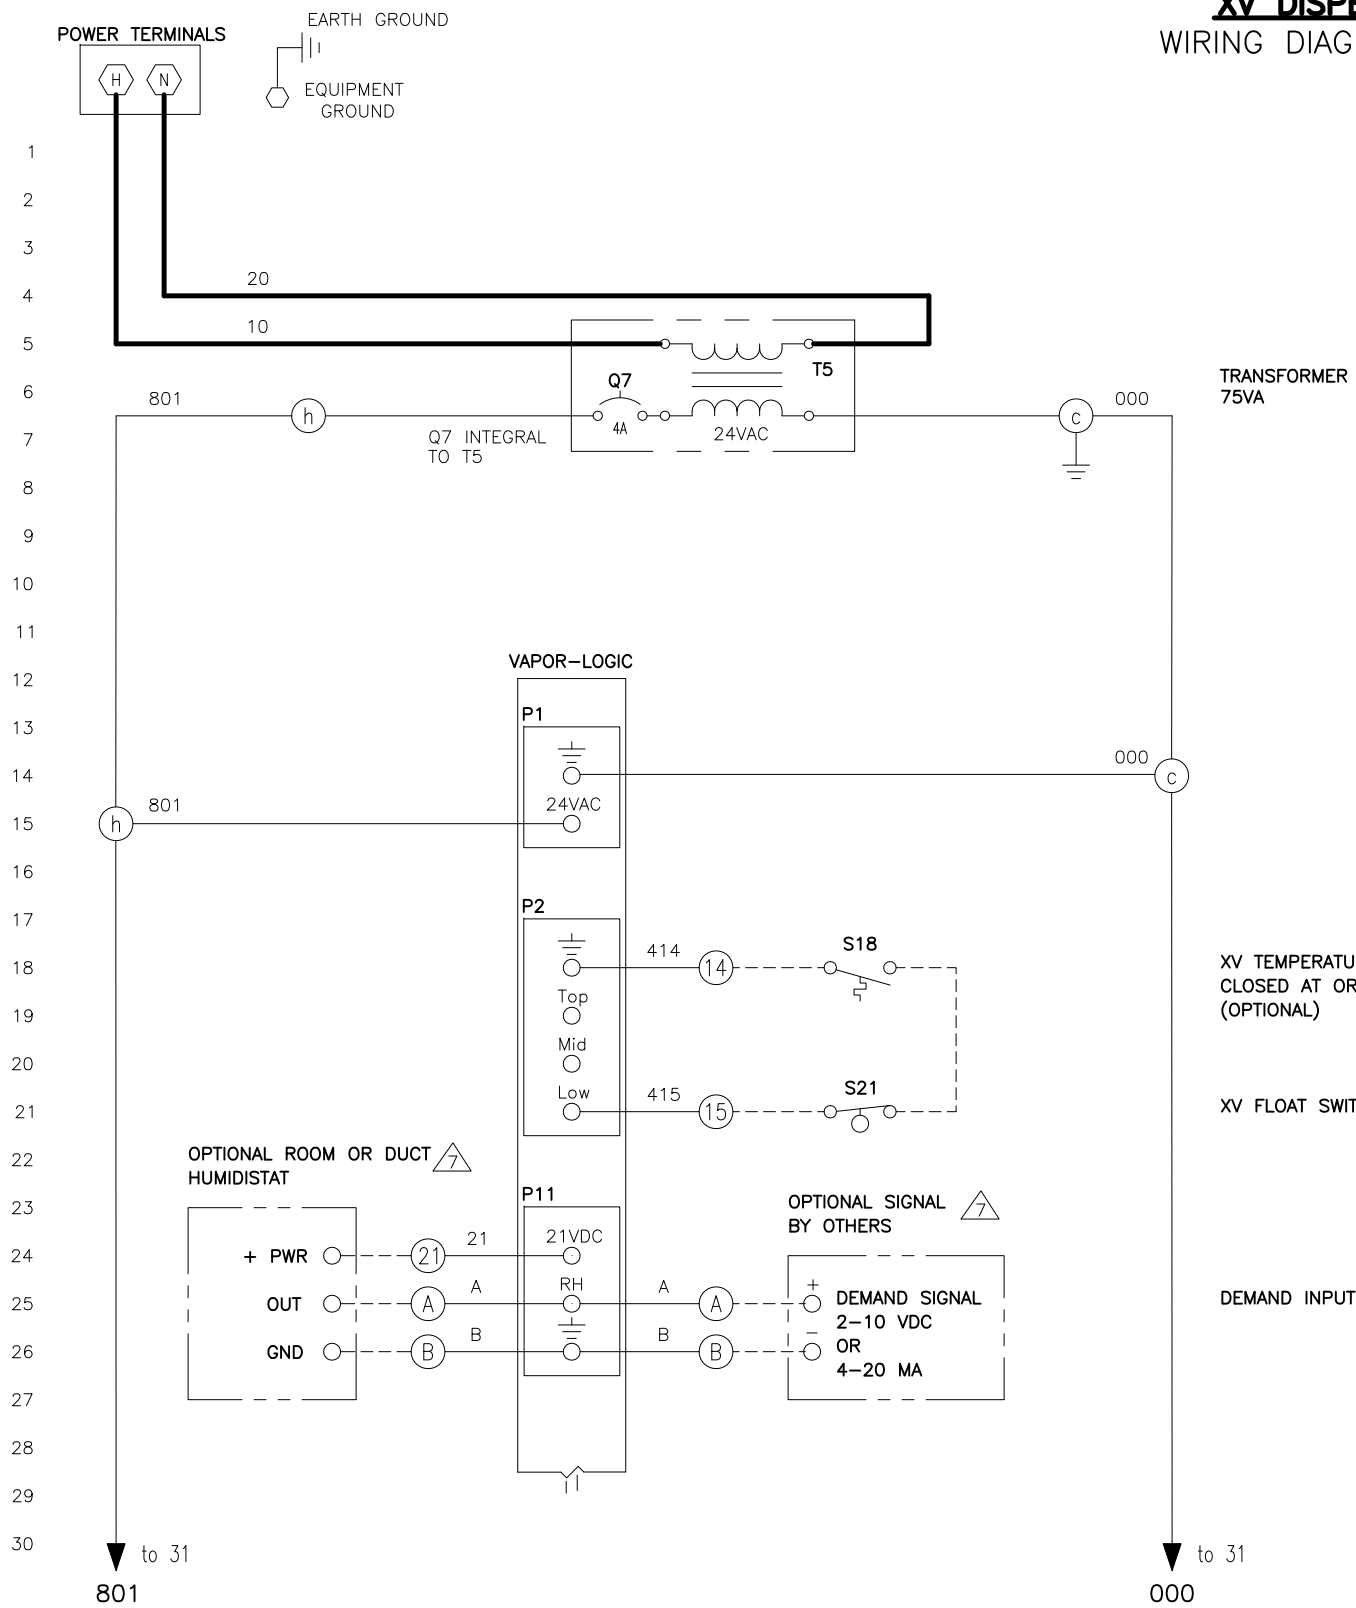 XV DISPE
WIRING DIAG
EARTH GROUND
POWER TERMINALS
H N
EQUIPMENT
GROUND
1
2
3
20
4
10
5
T5
TRANSFORMER
75VA
Q7
6
801
h
4A
24VAC
c
000
Q7 INTEGRAL
TO T5
7
8
9
10
11
VAPOR-LOGIC
12
P1
13
000
14
c
801
24VAC
15
h
16
P2
17
414
S18
XV TEMPERATU
18
14
CLOSED AT OR
(OPTIONAL)
Top
19
Mid
20
Low
415
S21
XV FLOAT SWIT
21
15
OPTIONAL ROOM OR DUCT 7
HUMIDISTAT
22
P11
OPTIONAL SIGNAL 7
BY OTHERS
23
21
21VDC
24
+ PWR
21
A
RH
A
+
25
OUT
A
A
DEMAND SIGNAL
2-10 VDC
OR
4-20 MA
DEMAND INPUT
B
B
-
26
GND
B
B
27
28
29
30
to 31
to 31
801
000